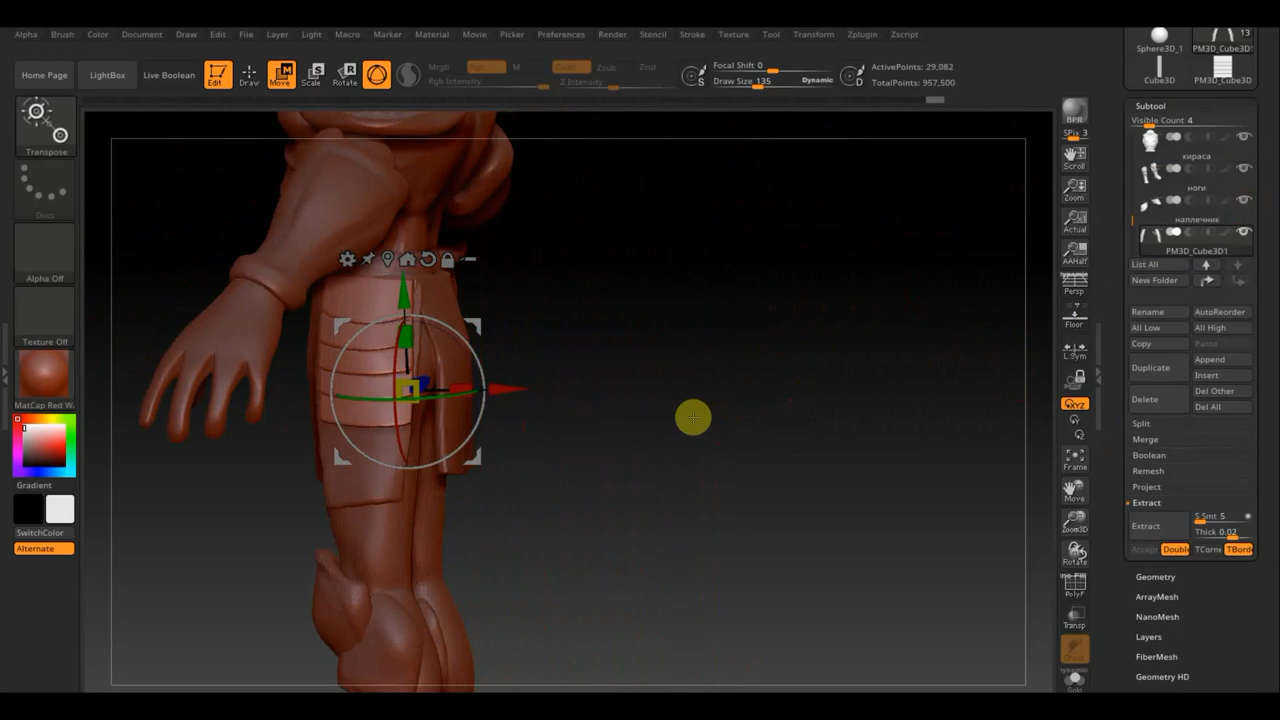 Alpha Brush Color Document Draw Edit File Layer Light Macro Marker Material Movie Picker Preferences Render Stencil Stroke Texture Tool Transform Zplugin Zscript
Home Page
LightBox
Live Boolean
Edit
Draw
Move
Scale
Rotate
Mrgb
Rgb
M
Rgb Intensity
Zadd
Zsub
Zcut
Z Intensity
Focal Shift 0
Draw Size 135
Dynamic
ActivePoints: 29,082
TotalPoints: 957,500
Transpose
Dots
Alpha Off
Texture Off
MatCap Red Wa
Gradient
SwitchColor
Alternate
BPR
SPix 3
Scroll
Zoom
Actual
AAHalf
Dynamic
Persp
Floor
L.Sym
XYZ
Frame
Move
Zoom3D
Rotate
Line Fill
PolyF
Transp
Ghost
Dynamic
Solo
13
Sphere3D_1
PM3D_Cube3D1
Cube3D
PM3D_Cube3D
Subtool
Visible Count 4
кираса
ноги
наплечник
PM3D_Cube3D1
List All
New Folder
Rename
AutoReorder
All Low
All High
Copy
Paste
Duplicate
Append
Insert
Delete
Del Other
Del All
Split
Merge
Boolean
Remesh
Project
Extract
Extract
S Smt 5
Thick 0.02
Accept
Double
TCorne
TBorde
Geometry
ArrayMesh
NanoMesh
Layers
FiberMesh
Geometry HD